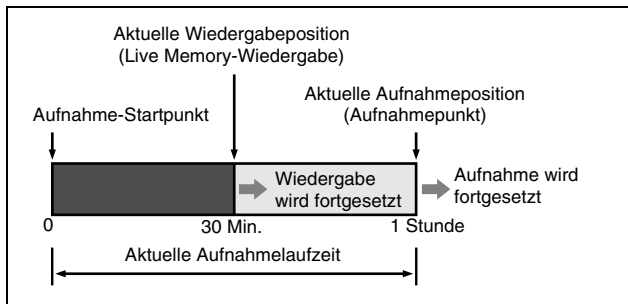 Aktuelle Wiedergabeposition
(Live Memory-Wiedergabe)
Aktuelle Aufnahmeposition
(Aufnahmepunkt)
Aufnahme-Startpunkt
Wiedergabe
wird fortgesetzt
Aufnahme wird
fortgesetzt
0
30 Min.
1 Stunde
Aktuelle Aufnahmelaufzeit